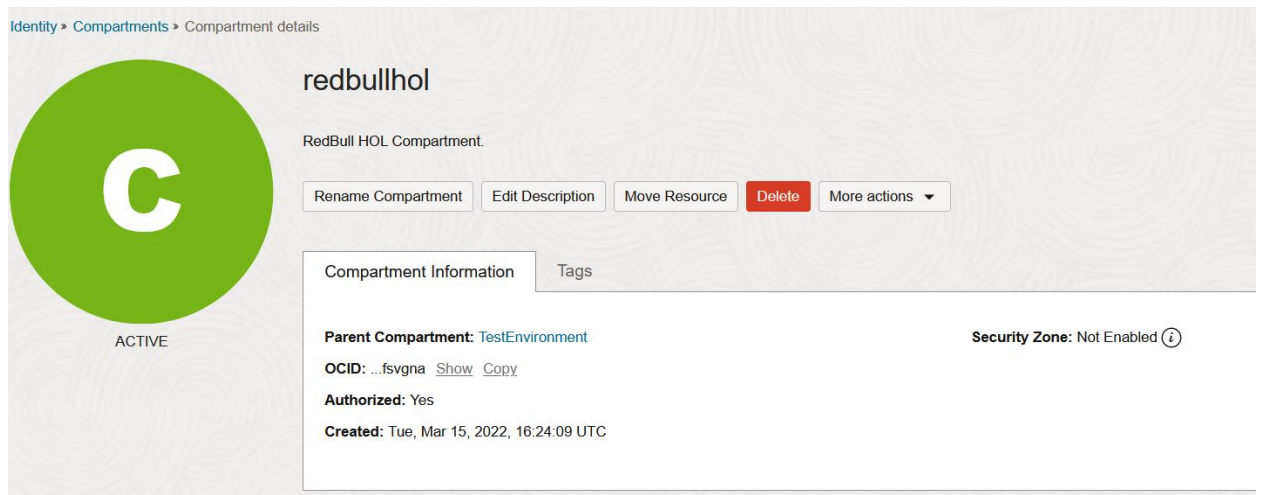 Identity » Compartments » Compartment details
C
ACTIVE
redbullhol
RedBull HOL Compartment.
Rename Compartment Edit Description Move Resource Delete More actions
Compartment Information Tags
Parent Compartment: TestEnvironment Security Zone: Not Enabled i
OCID: ...fsvgna Show Copy
Authorized: Yes
Created: Tue, Mar 15, 2022, 16:24:09 UTC